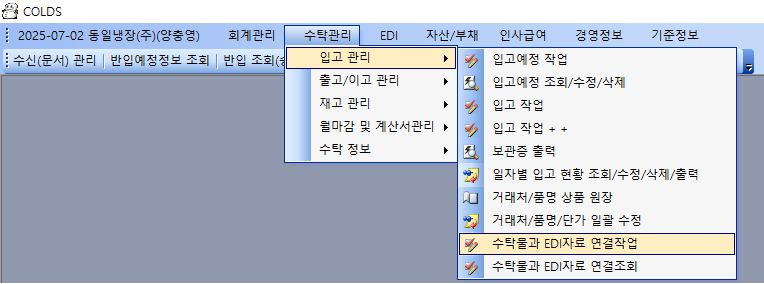 COLDS
2025-07-02 동일냉장(주)(양충영) 회계관리 수탁관리 EDI 자산/부채 인사급여 경영정보 기준정보
수신(문서) 관리 반입예정정보 조회 반입 조회(승
입고 관리
출고/이고 관리
재고 관리
월마감 및 계산서관리
수탁 정보
입고예정 작업
입고예정 조회/수정/삭제
입고 작업
입고 작업 + +
보관증 출력
일자별 입고 현황 조회/수정/삭제/출력
거래처/품명 상품 원장
거래처/품명/단가 일괄 수정
수탁물과 EDI자료 연결작업
수탁물과 EDI자료 연결조회